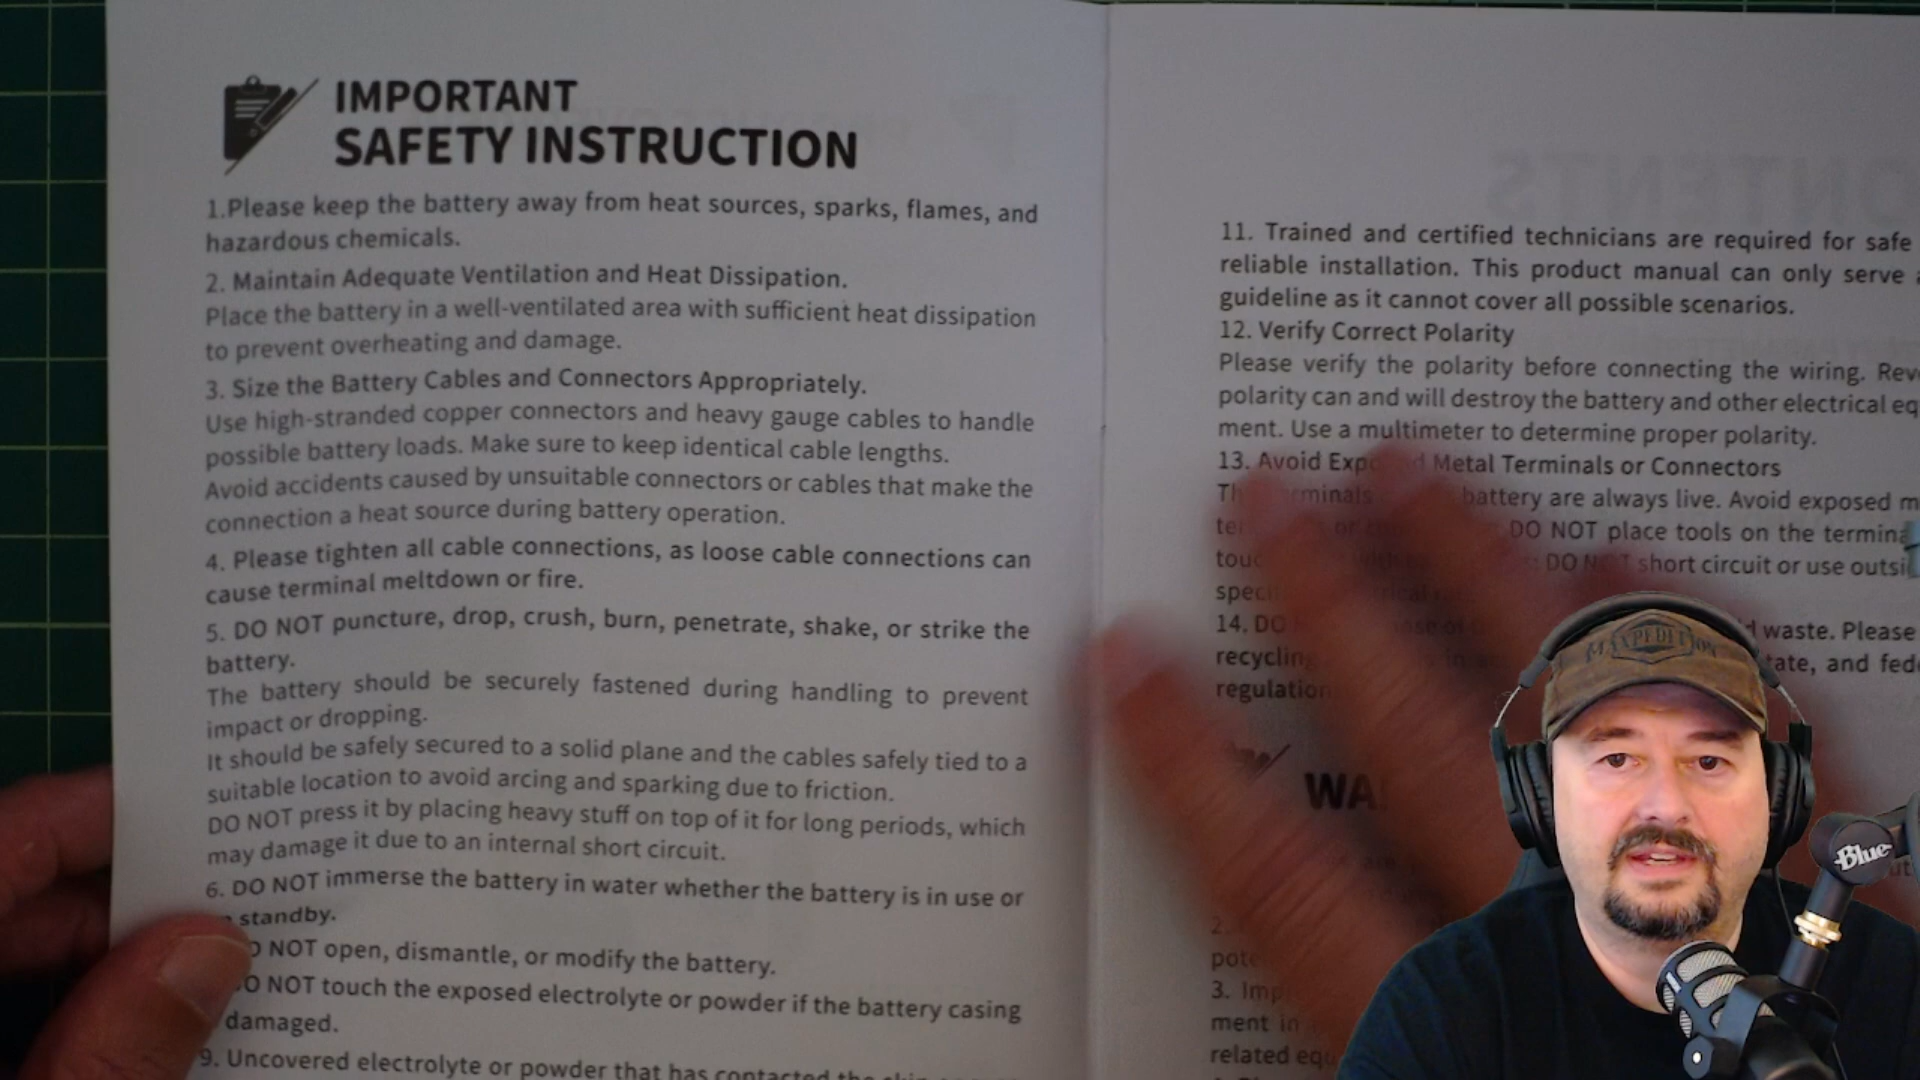 IMPORTANT
SAFETY INSTRUCTION
1.Please keep the battery away from heat sources, sparks, flames, and
hazardous chemicals.
2. Maintain Adequate Ventilation and Heat Dissipation.
Place the battery in a well-ventilated area with sufficient heat dissipation
to prevent overheating and damage.
3. Size the Battery Cables and Connectors Appropriately.
Use high-stranded copper connectors and heavy gauge cables to handle
possible battery loads. Make sure to keep identical cable lengths.
Avoid accidents caused by unsuitable connectors or cables that make the
connection a heat source during battery operation.
4. Please tighten all cable connections, as loose cable connections can
cause terminal meltdown or fire.
5. DO NOT puncture, drop, crush, burn, penetrate, shake, or strike the
battery.
The battery should be securely fastened during handling to prevent
impact or dropping.
It should be safely secured to a solid plane and the cables safely tied to a
suitable location to avoid arcing and sparking due to friction.
DO NOT press it by placing heavy stuff on top of it for long periods, which
may damage it due to an internal short circuit.
6. DO NOT immerse the battery in water whether the battery is in use or
standby.
NOT open, dismantle, or modify the battery.
NOT touch the exposed electrolyte or powder if the battery casing
damaged.
9. Uncovered electrolyte or powder that has contacted the
11. Trained and certified technicians are required for safe
reliable installation. This product manual can only serve
guideline as it cannot cover all possible scenarios.
12. Verify Correct Polarity
Please verify the polarity before connecting the wiring.
polarity can and will destroy the battery and other electrical
ment. Use a multimeter to determine proper polarity.
13. Avoid Metal Terminals or Connectors
battery are always live. Avoid exposed
DO NOT place tools on the
DO NOT short circuit or use
14. DO waste. Please
recycling and
regulation
2.
3.
ment in
related
MAXPEDITION
Blue